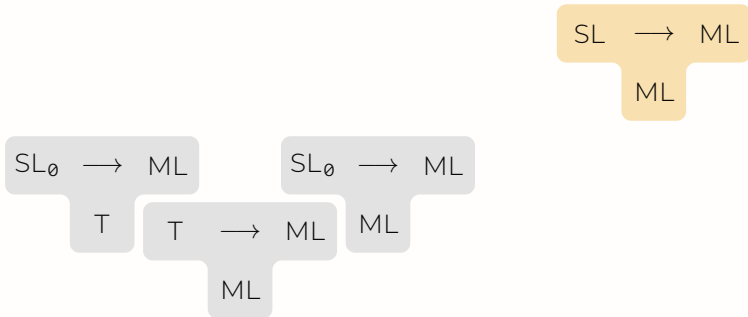 SL → ML
ML
SL₀ → ML SL₀ → ML
T T → ML ML
ML